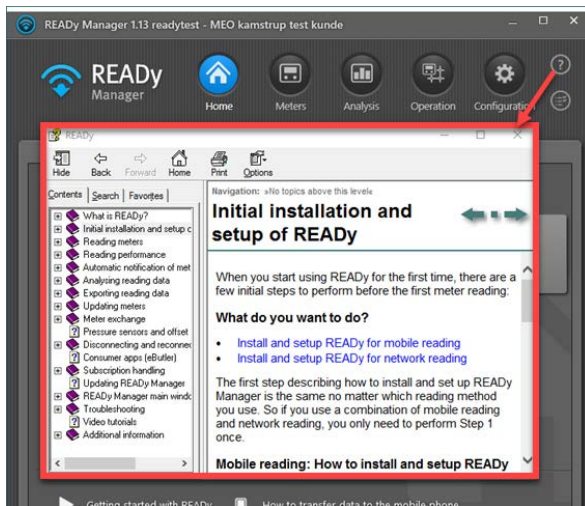 READy Manager 1.13 readytest - MEO kamstrup test kunde
READy
Manager
Home
Meters
Analysis
Operation
Configuration
READy
Hide
Back
Forward
Home
Print
Options
Contents
Search
Favorites
What is READy?
Initial installation and setup c
Reading meters
Reading performance
Automatic notification of met
Analysing reading data
Exporting reading data
Updating meters
Meter exchange
Pressure sensors and offset
Disconnecting and reconnec
Consumer apps (eButler)
Subscription handling
Updating READy Manager
READy Manager main windo
Troubleshooting
Video tutorials
Additional information
Navigation: »No topics above this level«
Initial installation and
setup of READy
When you start using READy for the first time, there are a
few initial steps to perform before the first meter reading:
What do you want to do?
• Install and setup READy for mobile reading
• Install and setup READy for network reading
The first step describing how to install and set up READy
Manager is the same no matter which reading method
you use. So if you use a combination of mobile reading
and network reading, you only need to perform Step 1
once.
Mobile reading: How to install and setup READy
Getting started with READy
How to transfer data to the mobile phone